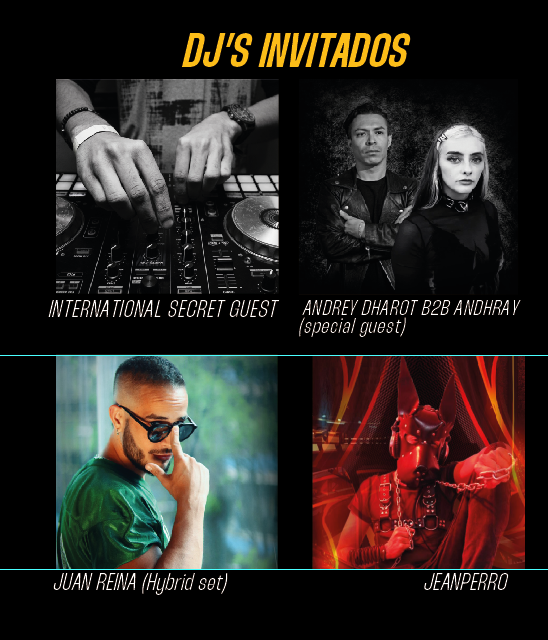 DJ'S INVITADOS
INTERNATIONAL SECRET GUEST
ANDREY DHAROT B2B ANDHRAY
(special guest)
JUAN REINA (Hybrid set)
JEANPERRO